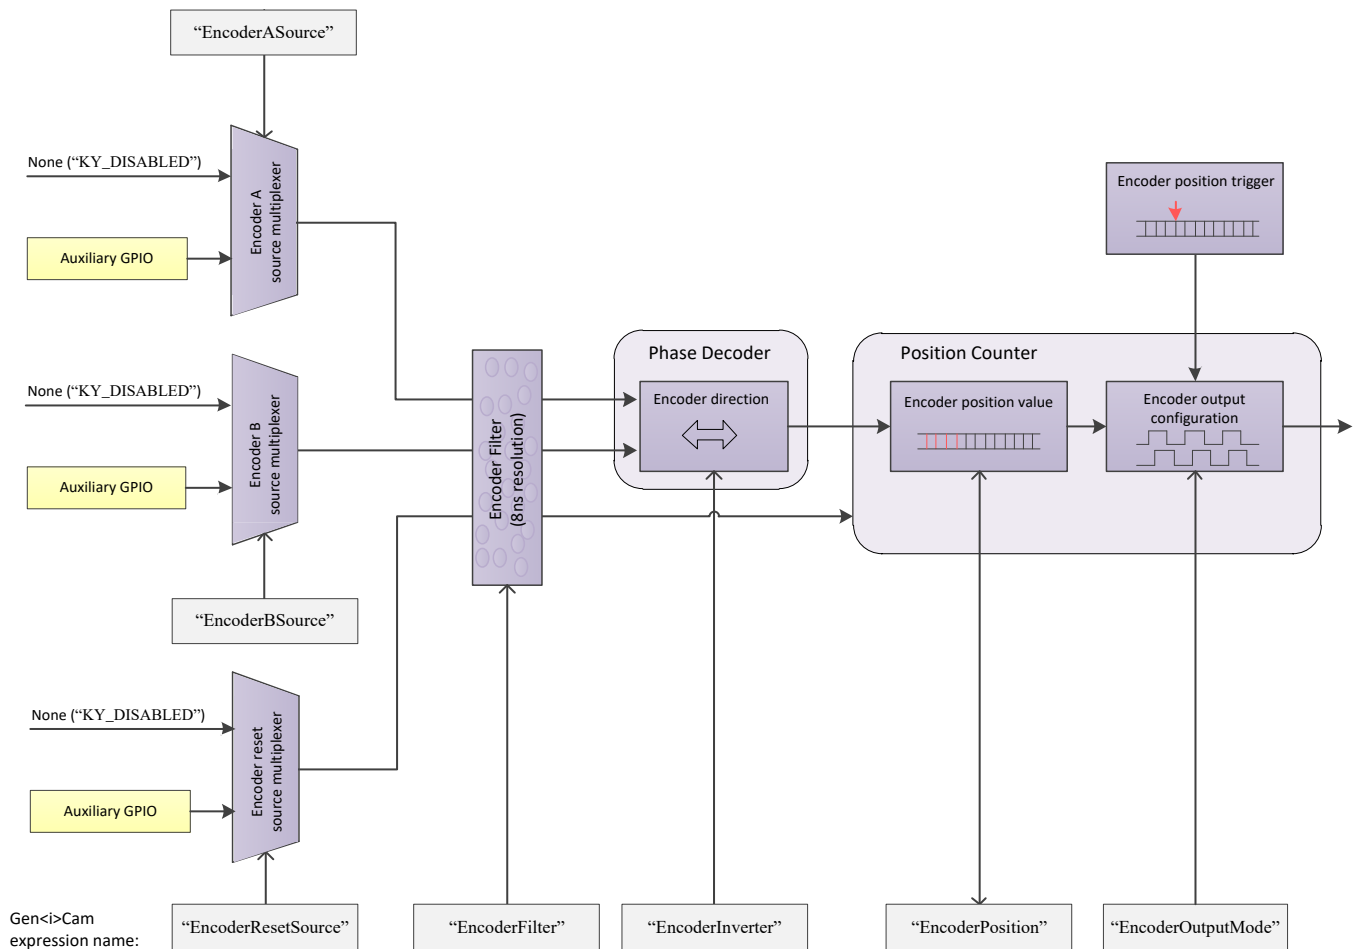 “EncoderASource”
None (“KY_DISABLED”)
Encoder A
source multiplexer
Auxiliary GPIO
Encoder position trigger
None (“KY_DISABLED”)
Encoder B
source multiplexer
Auxiliary GPIO
“EncoderBSource”
Encoder Filter
(8ns resolution)
Phase Decoder
Encoder direction
Position Counter
Encoder position value
Encoder output
configuration
None (“KY_DISABLED”)
Encoder reset
source multiplexer
Auxiliary GPIO
Gen<i>Cam
expression name:
“EncoderResetSource”
“EncoderFilter”
“EncoderInverter”
“EncoderPosition”
“EncoderOutputMode”